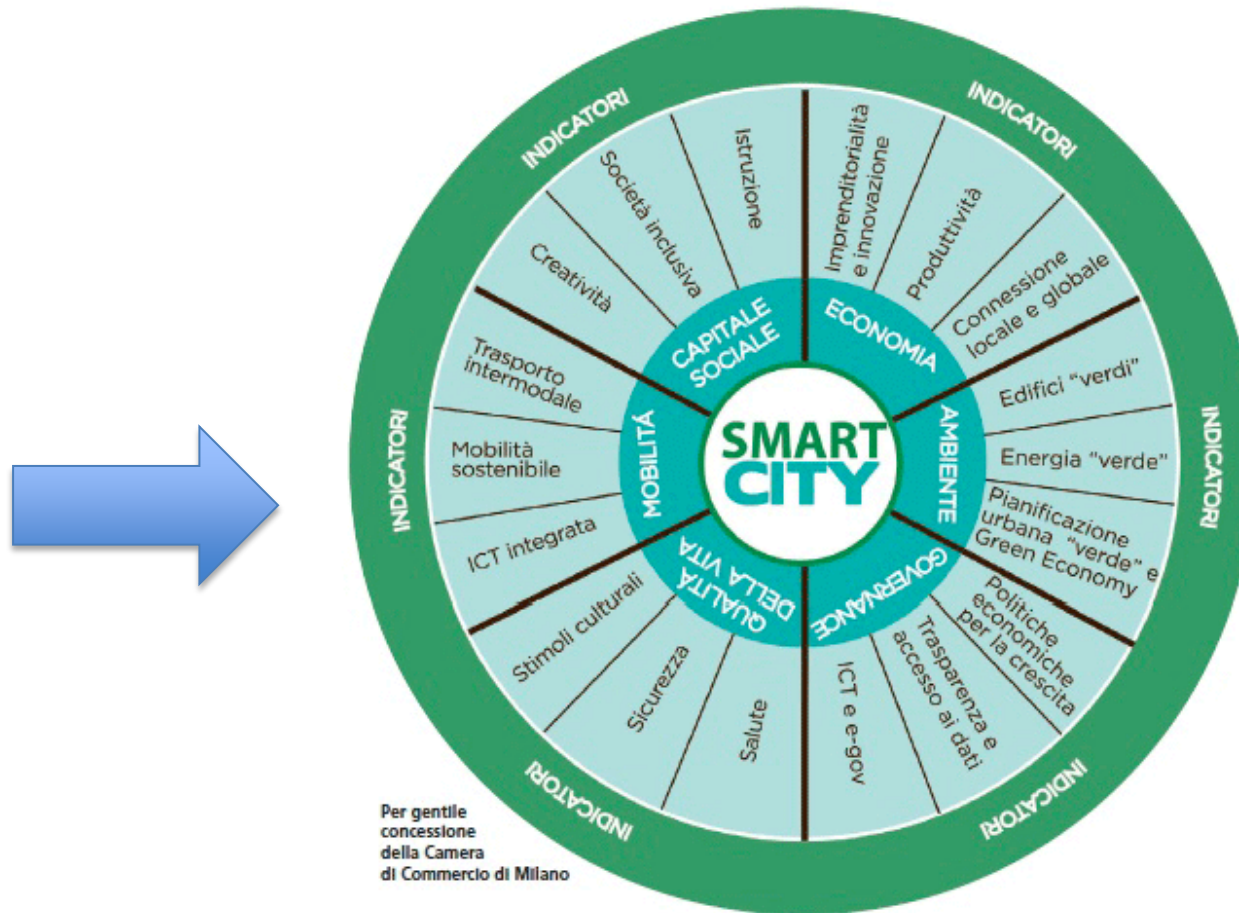 INDICATORI
INDICATORI
INDICATORI
INDICATORI
INDICATORI
INDICATORI
SMART
CITY
ECONOMIA
Imprenditorialità
e innovazione
Produttività
Connessione
locale e globale
AMBIENTE
Edifici "verdi"
Energia "verde"
Pianificazione
urbana "verde" e
Green Economy
GOVERNANCE
Politiche
economiche
per la crescita
Trasparenza e
accesso ai dati
ICT e e-gov
QUALITÀ
DELLA VITA
Salute
Sicurezza
Stimoli culturali
MOBILITÁ
ICT integrata
Mobilità
sostenibile
Trasporto
intermodale
CAPITALE
SOCIALE
Creatività
Società inclusiva
Istruzione
Per gentile
concessione
della Camera
di Commercio di Milano